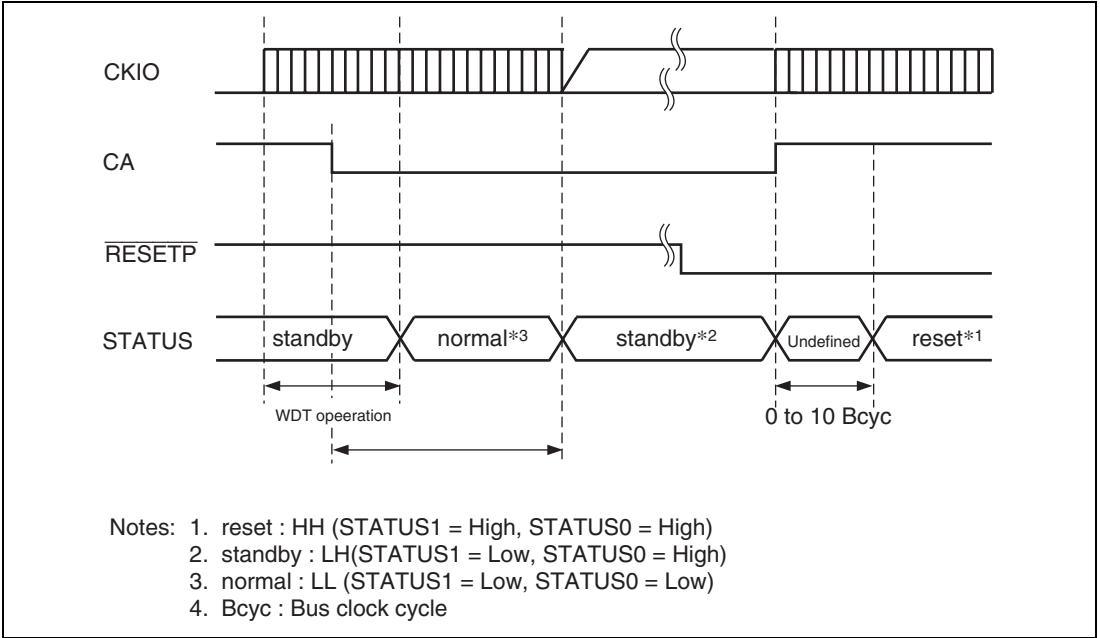 CKIO
CA
RESETP
STATUS
standby
normal*3
standby*2
Undefined
reset*1
WDT opeeration
0 to 10 Bcyc
Notes: 1. reset : HH (STATUS1 = High, STATUS0 = High)
2. standby : LH(STATUS1 = Low, STATUS0 = High)
3. normal : LL (STATUS1 = Low, STATUS0 = Low)
4. Bcyc : Bus clock cycle